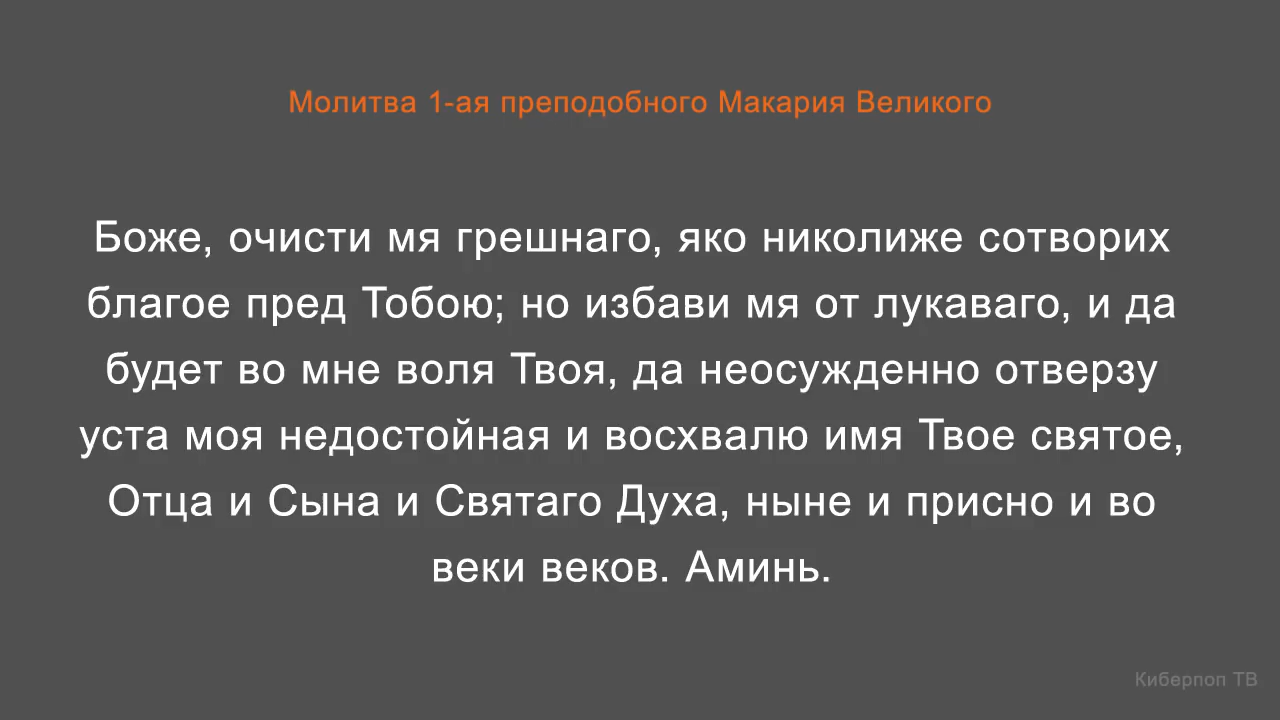 Молитва 1-ая преподобного Макария Великого
Боже, очисти мя грешнаго, яко николиже сотворих
благое пред Тобою; но избави мя от лукаваго, и да
будет во мне воля Твоя, да неосужденно отверзу
уста моя недостойная и восхвалю имя Твое святое,
Отца и Сына и Святаго Духа, ныне и присно и во
веки веков. Аминь.
Киберпоп ТВ